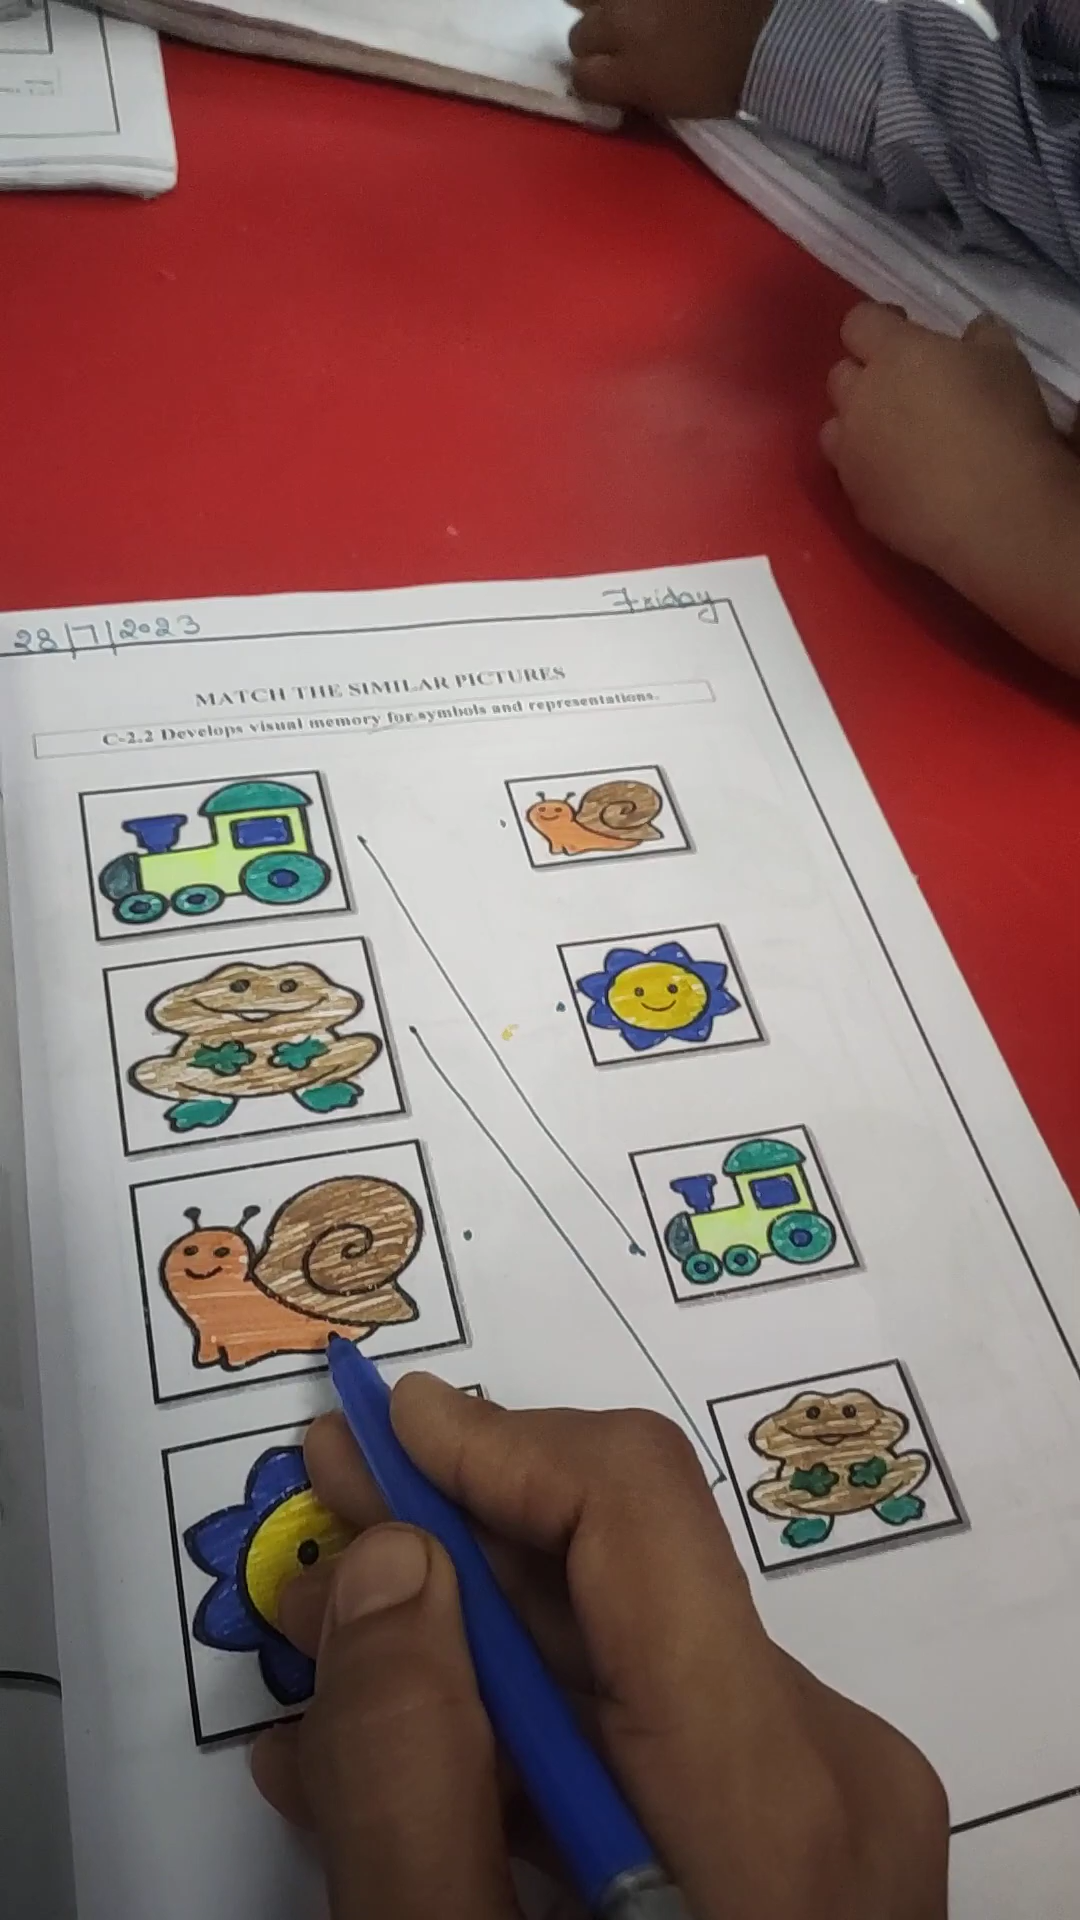 28/7/2023 Friday
MATCH THE SIMILAR PICTURES
C-2.2 Develops visual memory for symbols and representations.